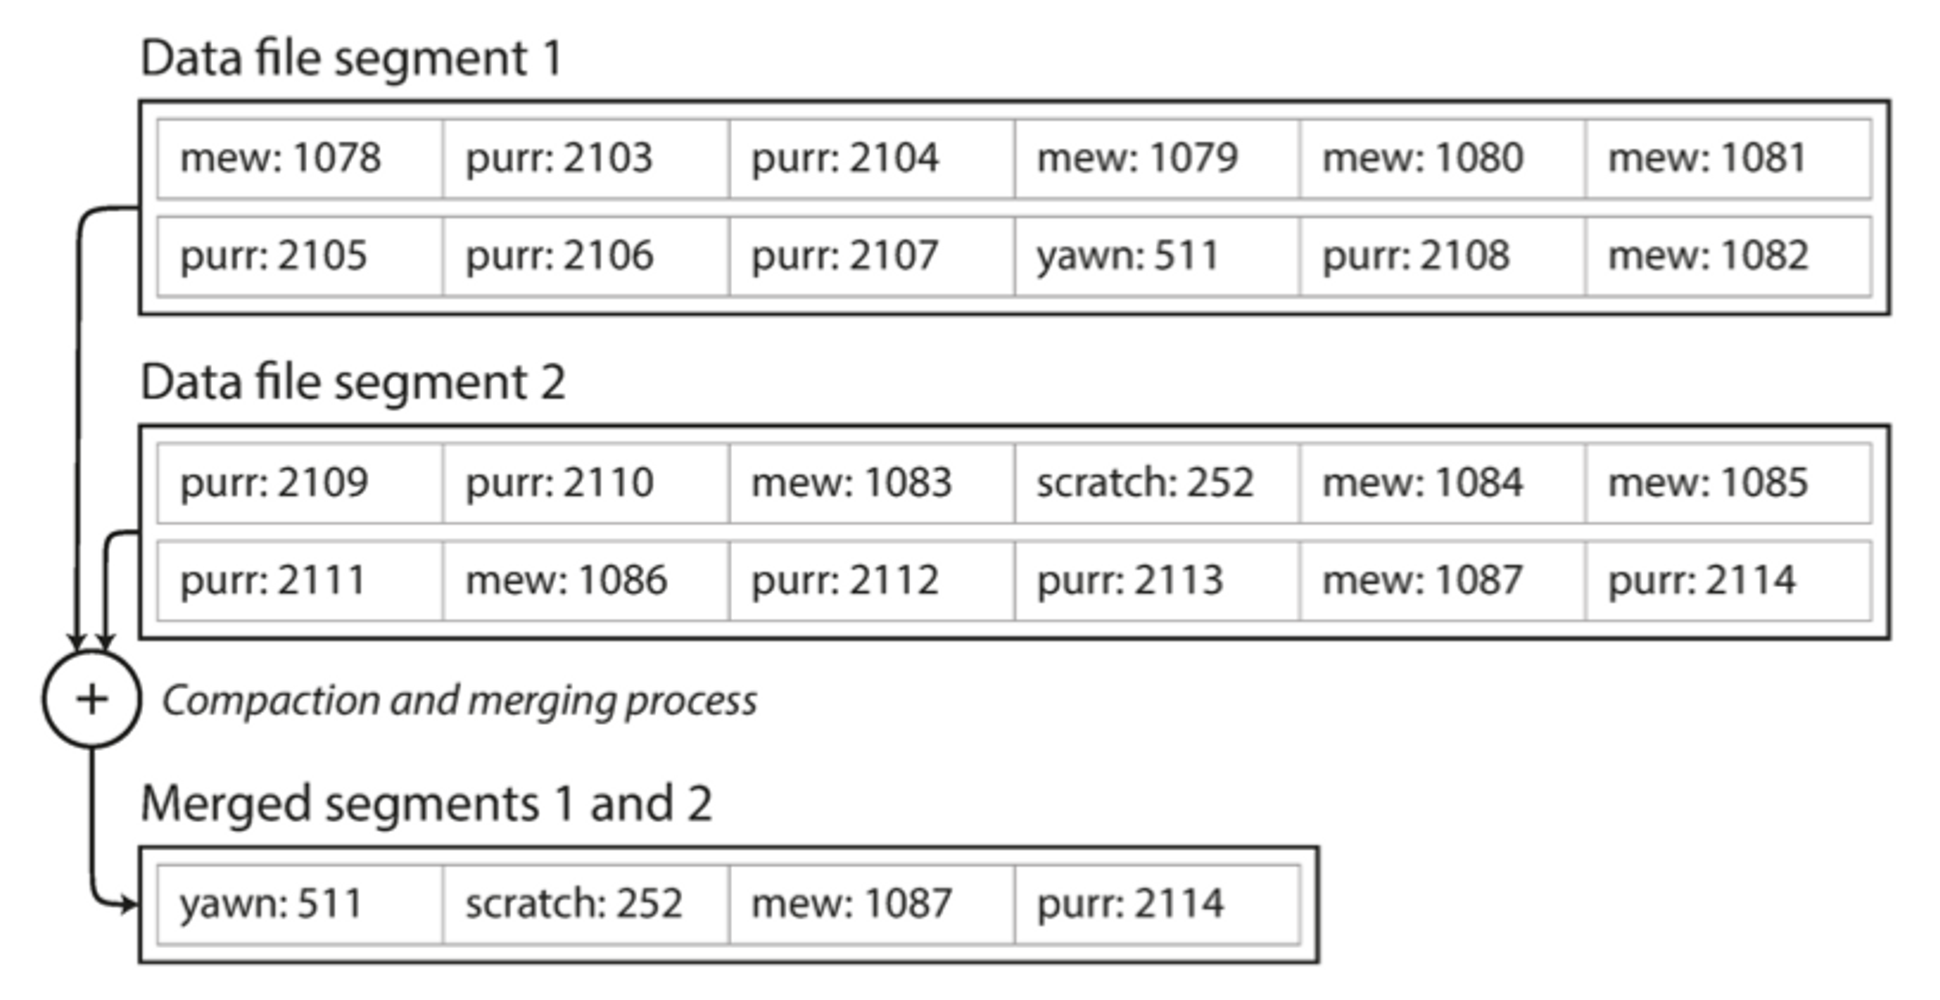 Data file segment 1
mew: 1078 purr: 2103 purr: 2104 mew: 1079 mew: 1080 mew: 1081
purr: 2105 purr: 2106 purr: 2107 yawn: 511 purr: 2108 mew: 1082
Data file segment 2
purr: 2109 purr: 2110 mew: 1083 scratch: 252 mew: 1084 mew: 1085
purr: 2111 mew: 1086 purr: 2112 purr: 2113 mew: 1087 purr: 2114
+ Compaction and merging process
Merged segments 1 and 2
yawn: 511 scratch: 252 mew: 1087 purr: 2114